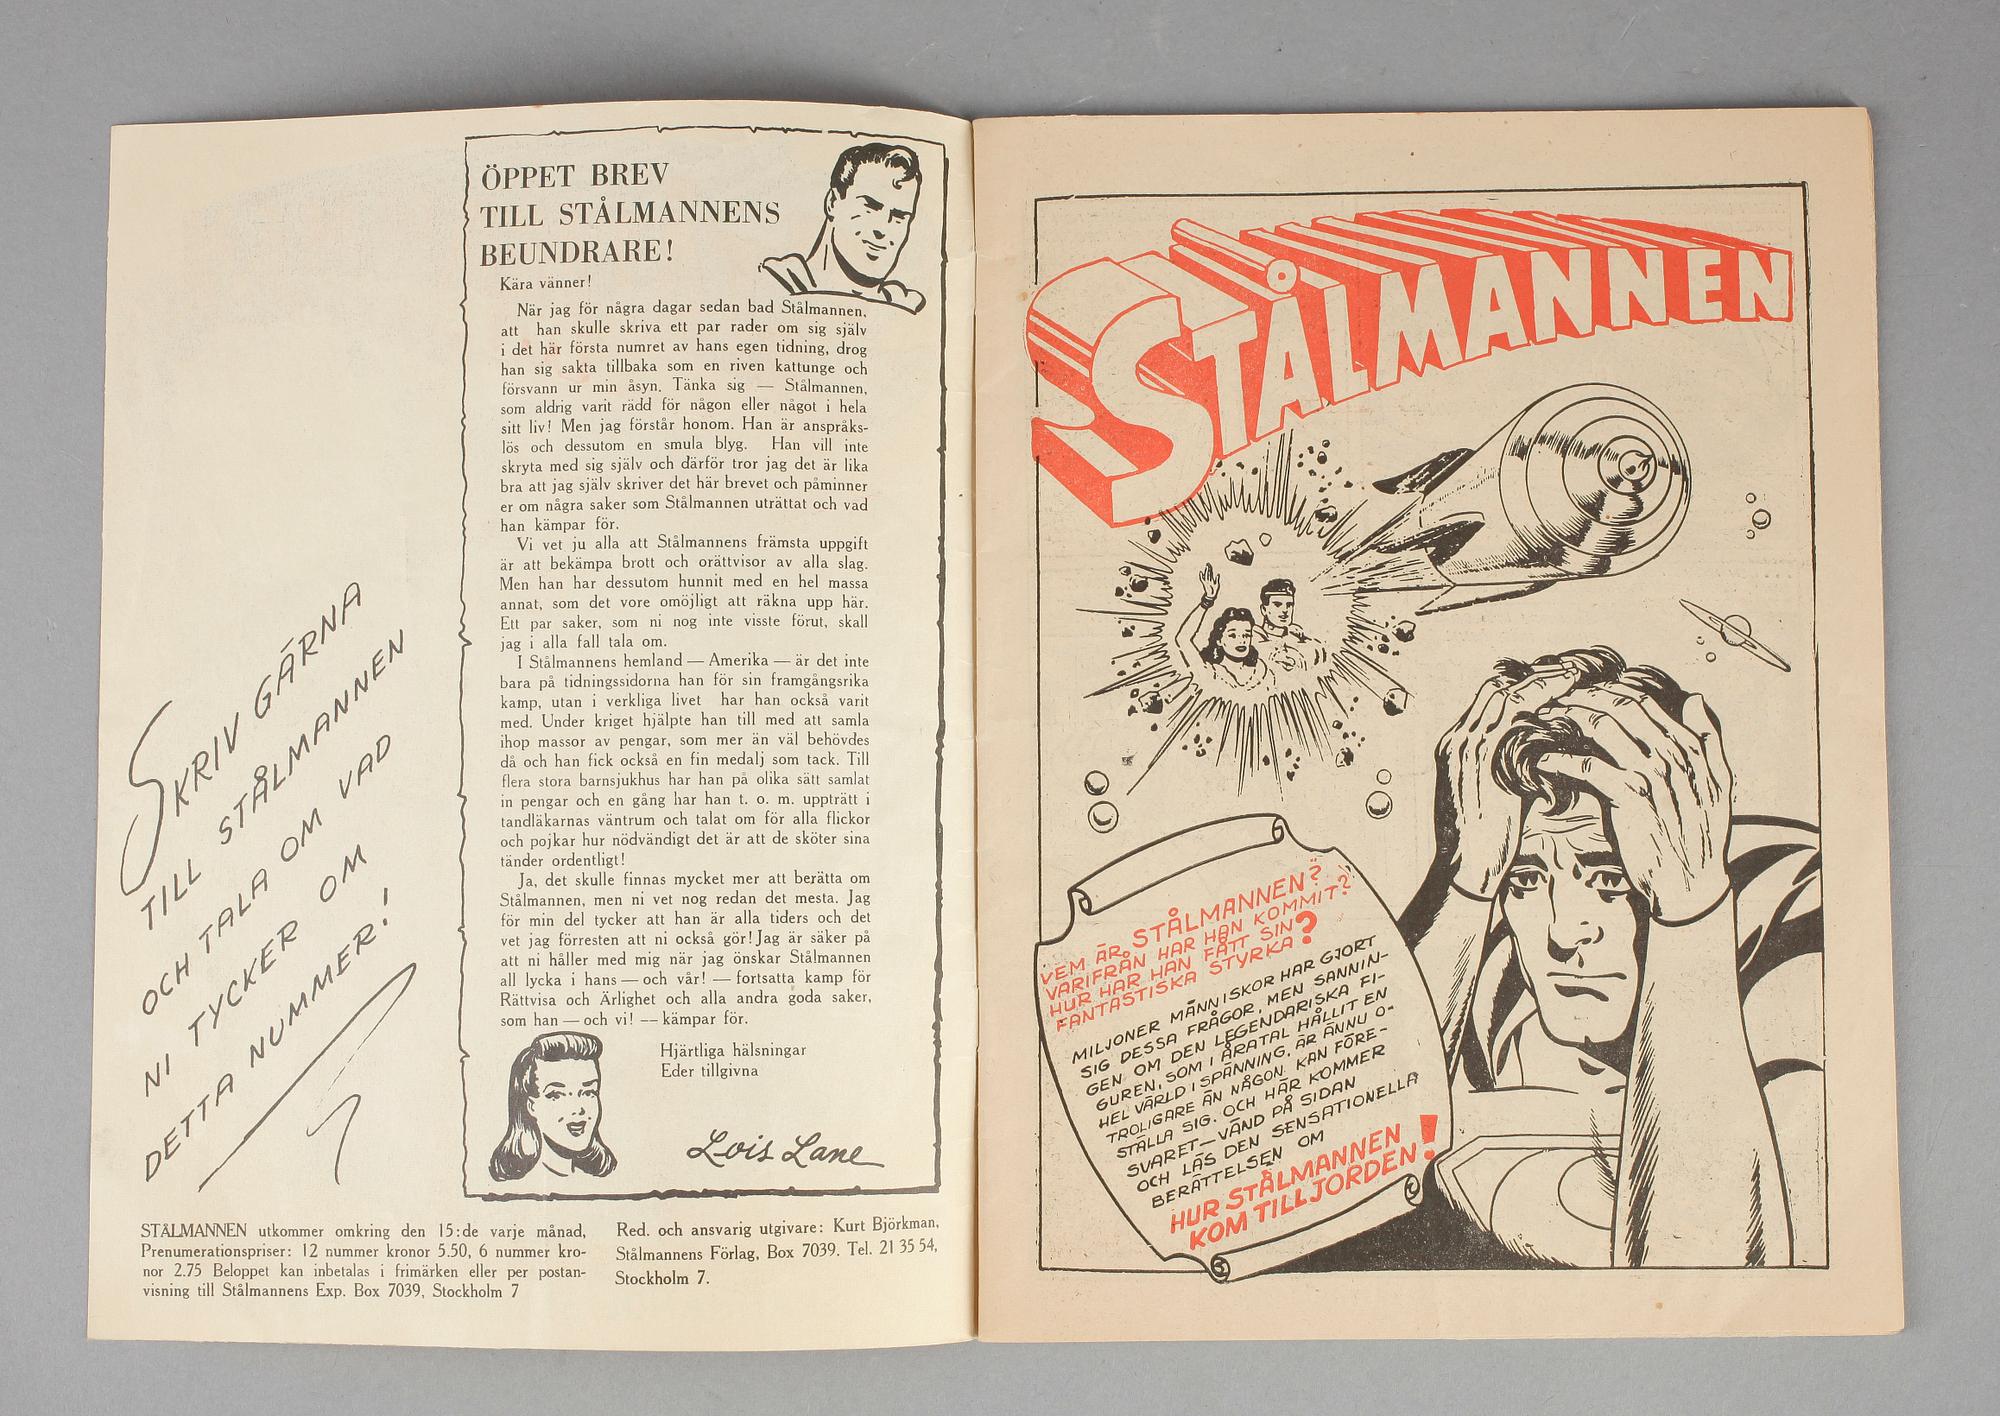 SKRIV GÄRNA
TILL STÅLMANNEN
OCH TALA OM VAD
NI TYCKER OM
DETTA NUMMER!
ÖPPET BREV
TILL STÅLMANNENS
BEUNDRARE!
Kära vänner!
När jag för några dagar sedan bad Stålmannen,
att han skulle skriva ett par rader om sig själv
i det här första numret av hans egen tidning, drog
han sig sakta tillbaka som en riven kattunge och
försvann ur min åsyn. Tänka sig — Stålmannen,
som aldrig varit rädd för någon eller något i hela
sitt liv! Men jag förstår honom. Han är anspråks-
lös och dessutom en smula blyg. Han vill inte
skryta med sig själv och därför tror jag det är lika
bra att jag själv skriver det här brevet och påminner
er om några saker som Stålmannen uträttat och vad
han kämpar för.
Vi vet ju alla att Stålmannens främsta uppgift
är att bekämpa brott och orättvisor av alla slag.
Men han har dessutom hunnit med en hel massa
annat, som det vore omöjligt att räkna upp här.
Ett par saker, som ni nog inte visste förut, skall
jag i alla fall tala om.
I Stålmannens hemland — Amerika — är det inte
bara på tidningssidorna han för sin framgångsrika
kamp, utan i verkliga livet har han också varit
med. Under kriget hjälpte han till med att samla
ihop massor av pengar, som mer än väl behövdes
då och han fick också en fin medalj som tack. Till
flera stora barnsjukhus har han på olika sätt samlat
in pengar och en gång har han t. o. m. uppträtt i
tandläkarnas väntrum och talat om för alla flickor
och pojkar hur nödvändigt det är att de sköter sina
tänder ordentligt!
Ja, det skulle finnas mycket mer att berätta om
Stålmannen, men ni vet nog redan det mesta. Jag
för min del tycker att han är alla tiders och det
vet jag förresten att ni också gör! Jag är säker på
att ni håller med mig när jag önskar Stålmannen
all lycka i hans — och vår! — fortsatta kamp för
Rättvisa och Ärlighet och alla andra goda saker,
som han — och vi! — kämpar för.
Hjärtliga hälsningar
Eder tillgivna
Lois Lane
STÅLMANNEN utkommer omkring den 15:de varje månad,
Prenumerationspriser: 12 nummer kronor 5.50, 6 nummer kro-
nor 2.75 Beloppet kan inbetalas i frimärken eller per postan-
visning till Stålmannens Exp. Box 7039, Stockholm 7
Red. och ansvarig utgivare: Kurt Björkman,
Stålmannens Förlag, Box 7039. Tel. 21 35 54,
Stockholm 7.
STÅLMANNEN
VEM ÄR STÅLMANNEN?
VARIFRÅN HAR HAN KOMMIT?
HUR HAR HAN FÅTT SIN
FANTASTISKA STYRKA?
MILJONER MÄNNISKOR HAR GJORT
SIG DESSA FRÅGOR, MEN SANNIN-
GEN OM DEN LEGENDARISKA FI-
GUREN, SOM I ÅRATAL HÅLLIT EN
HEL VÄRLD I SPÄNNING, ÄR ÄNNU O-
TROLIGARE ÄN NÅGON KAN FÖRE-
STÄLLA SIG. OCH HÄR KOMMER
SVARET—VÄND PÅ SIDAN
OCH LÄS DEN SENSATIONELLA
BERÄTTELSEN OM
HUR STÅLMANNEN
KOM TILL JORDEN!